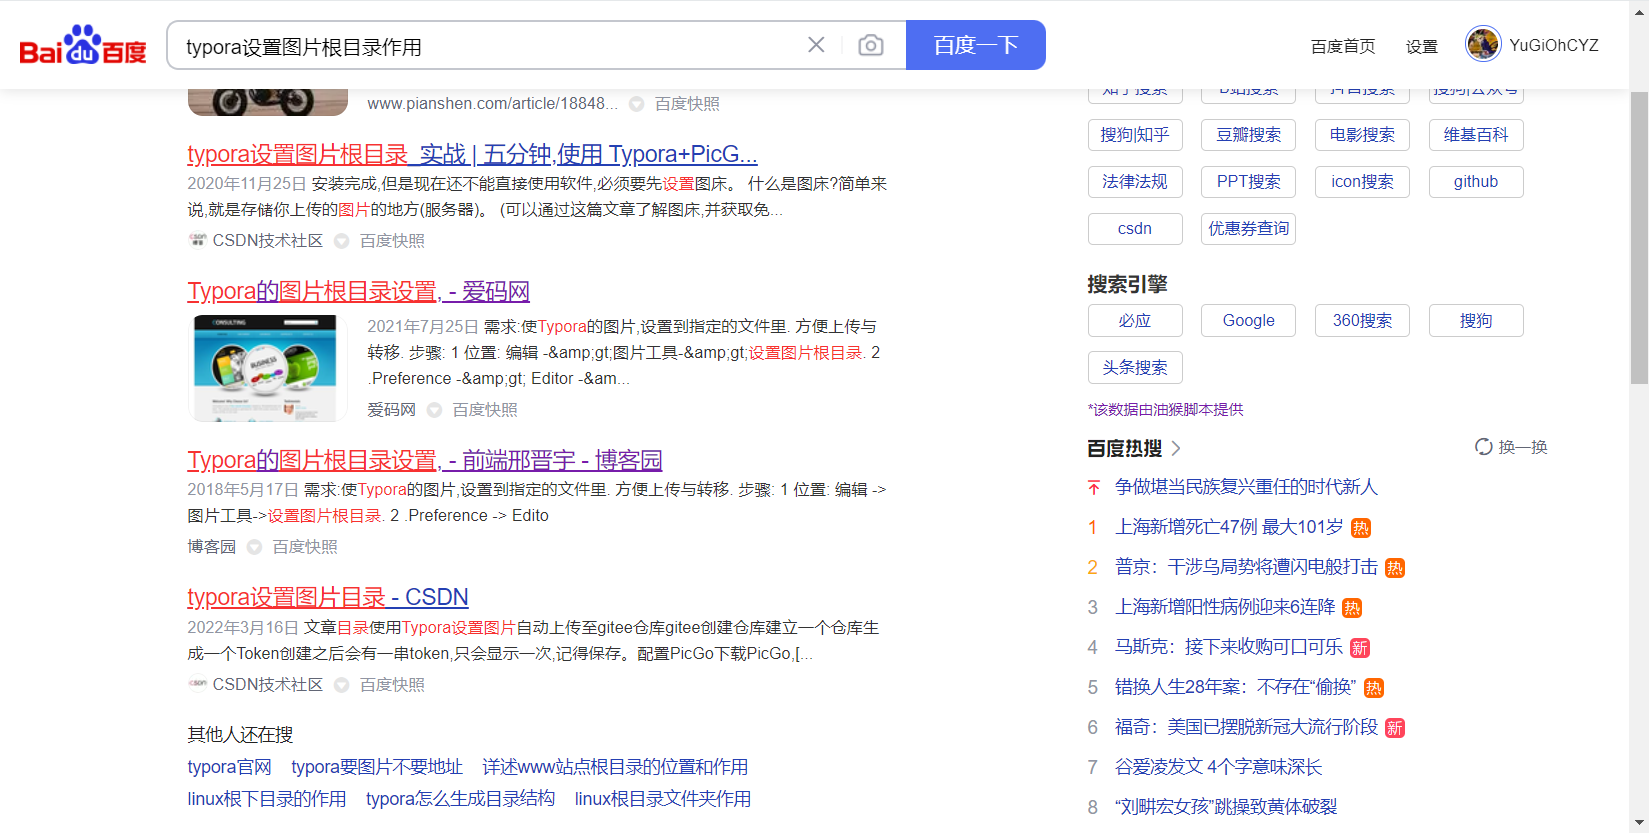 Bai du 百度
typora设置图片根目录作用
百度一下
百度首页
设置
YuGiOhCYZ
www.pianshen.com/article/18848... 百度快照
typora设置图片根目录_实战 | 五分钟,使用 Typora+PicG...
2020年11月25日 安装完成,但是现在还不能直接使用软件,必须要先设置图床。 什么是图床?简单来
说,就是存储你上传的图片的地方(服务器)。 (可以通过这篇文章了解图床,并获取免...
CSDN技术社区 百度快照
Typora的图片根目录设置, - 爱码网
CONSULTING
BUSINESS
2021年7月25日 需求:使Typora的图片,设置到指定的文件里. 方便上传与
转移. 步骤: 1 位置: 编辑 -&amp;gt;图片工具-&amp;gt;设置图片根目录. 2
.Preference -&amp;gt; Editor -&am...
爱码网 百度快照
Typora的图片根目录设置, - 前端邢晋宇 - 博客园
2018年5月17日 需求:使Typora的图片,设置到指定的文件里. 方便上传与转移. 步骤: 1 位置: 编辑 ->
图片工具->设置图片根目录. 2 .Preference -> Edito
博客园 百度快照
typora设置图片目录 - CSDN
2022年3月16日 文章目录使用Typora设置图片自动上传至gitee仓库gitee创建仓库建立一个仓库生
成一个Token创建之后会有一串token,只会显示一次,记得保存。配置PicGo下载PicGo,[...
CSDN技术社区 百度快照
其他人还在搜
typora官网 typora要图片不要地址 详述www站点根目录的位置和作用
linux根下目录的作用 typora怎么生成目录结构 linux根目录文件夹作用
知乎搜索 B站搜索 抖音搜索 搜狗|公众号
搜狗|知乎 豆瓣搜索 电影搜索 维基百科
法律法规 PPT搜索 icon搜索 github
csdn 优惠券查询
搜索引擎
必应 Google 360搜索 搜狗
头条搜索
*该数据由油猴脚本提供
百度热搜
换一换
争做堪当民族复兴重任的时代新人
1 上海新增死亡47例 最大101岁 热
2 普京：干涉乌局势将遭闪电般打击 热
3 上海新增阳性病例迎来6连降 热
4 马斯克：接下来收购可口可乐 新
5 错换人生28年案：不存在“偷换” 热
6 福奇：美国已摆脱新冠大流行阶段 新
7 谷爱凌发文 4个字意味深长
8 “刘畊宏女孩”跳操致黄体破裂